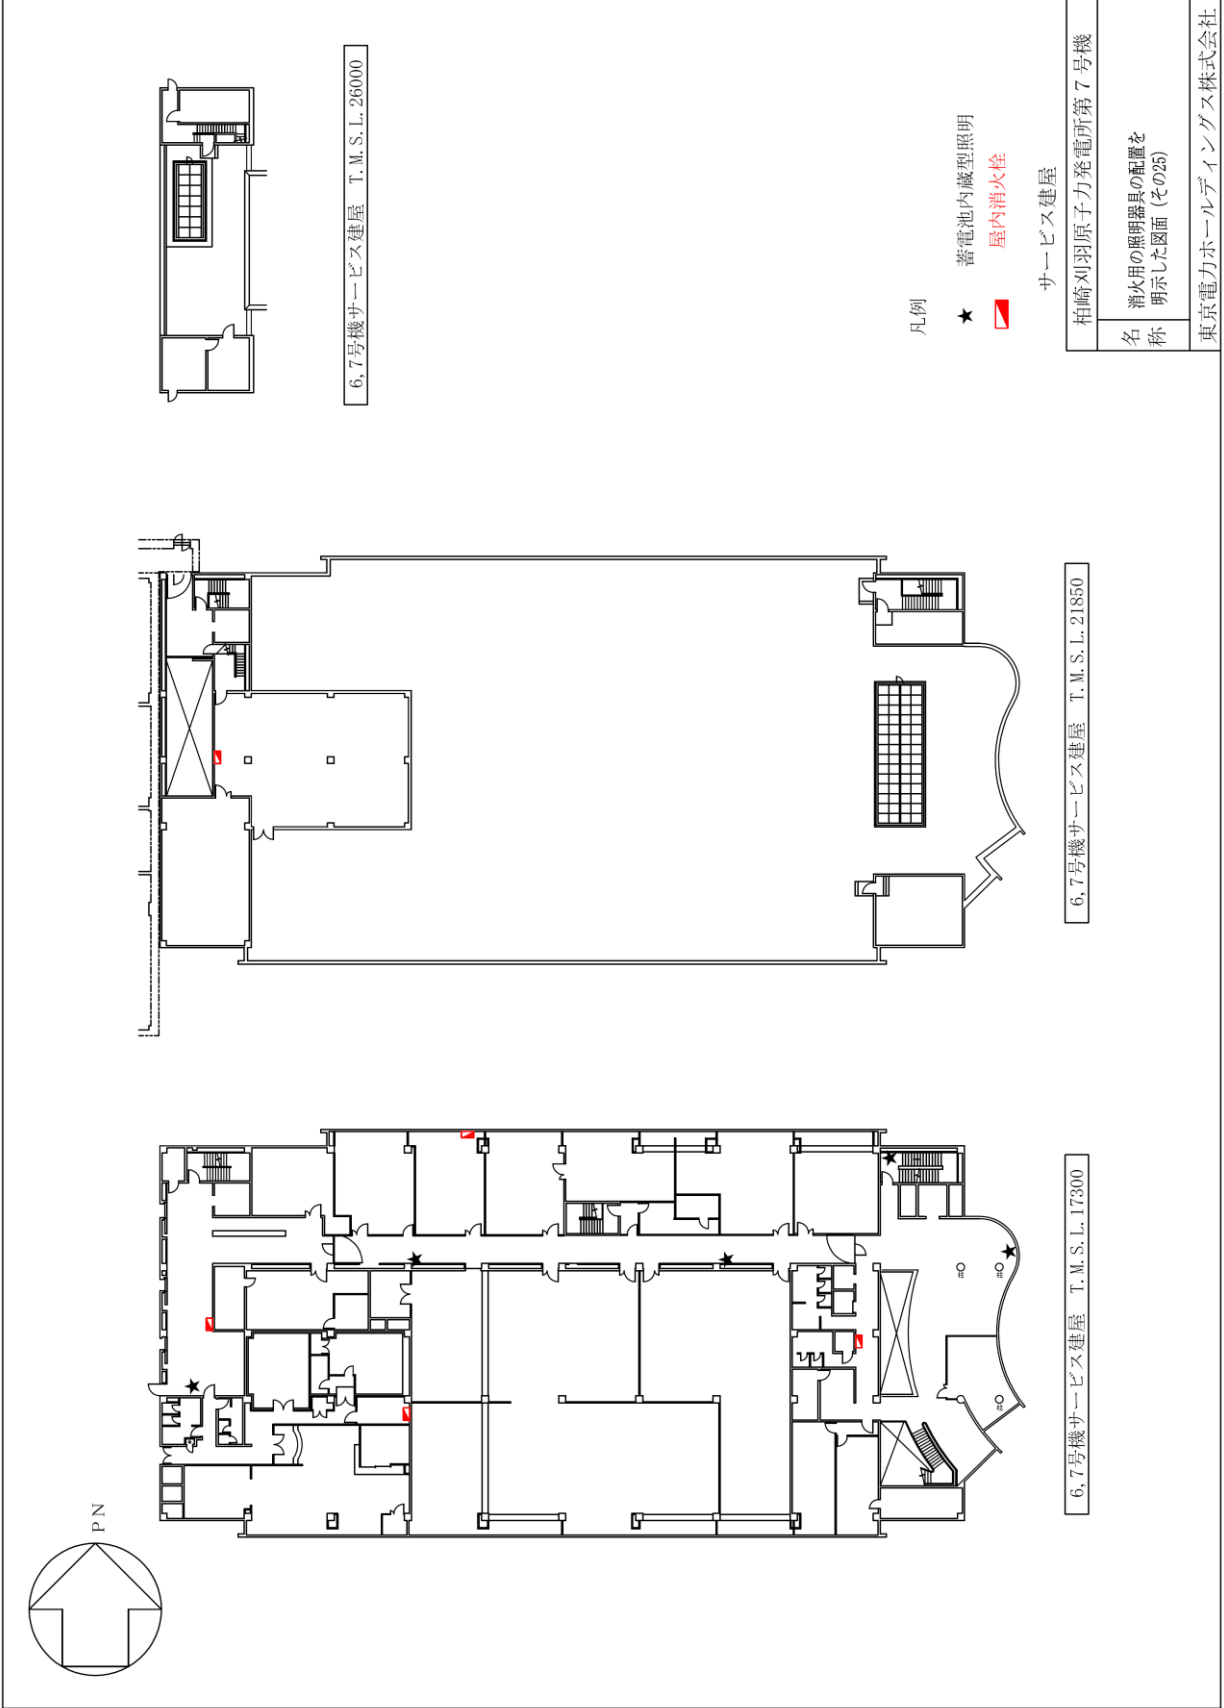 PN
6,7号機サービス建屋 T.M.S.L.17300
6,7号機サービス建屋 T.M.S.L.21850
6,7号機サービス建屋 T.M.S.L.26000
柱
柱
柱
凡例
★ 蓄電池内蔵型照明
屋内消火栓
サービス建屋
柏崎刈羽原子力発電所第7号機
名称
消火用の照明器具の配置を
明示した図面 (その25)
東京電力ホールディングス株式会社